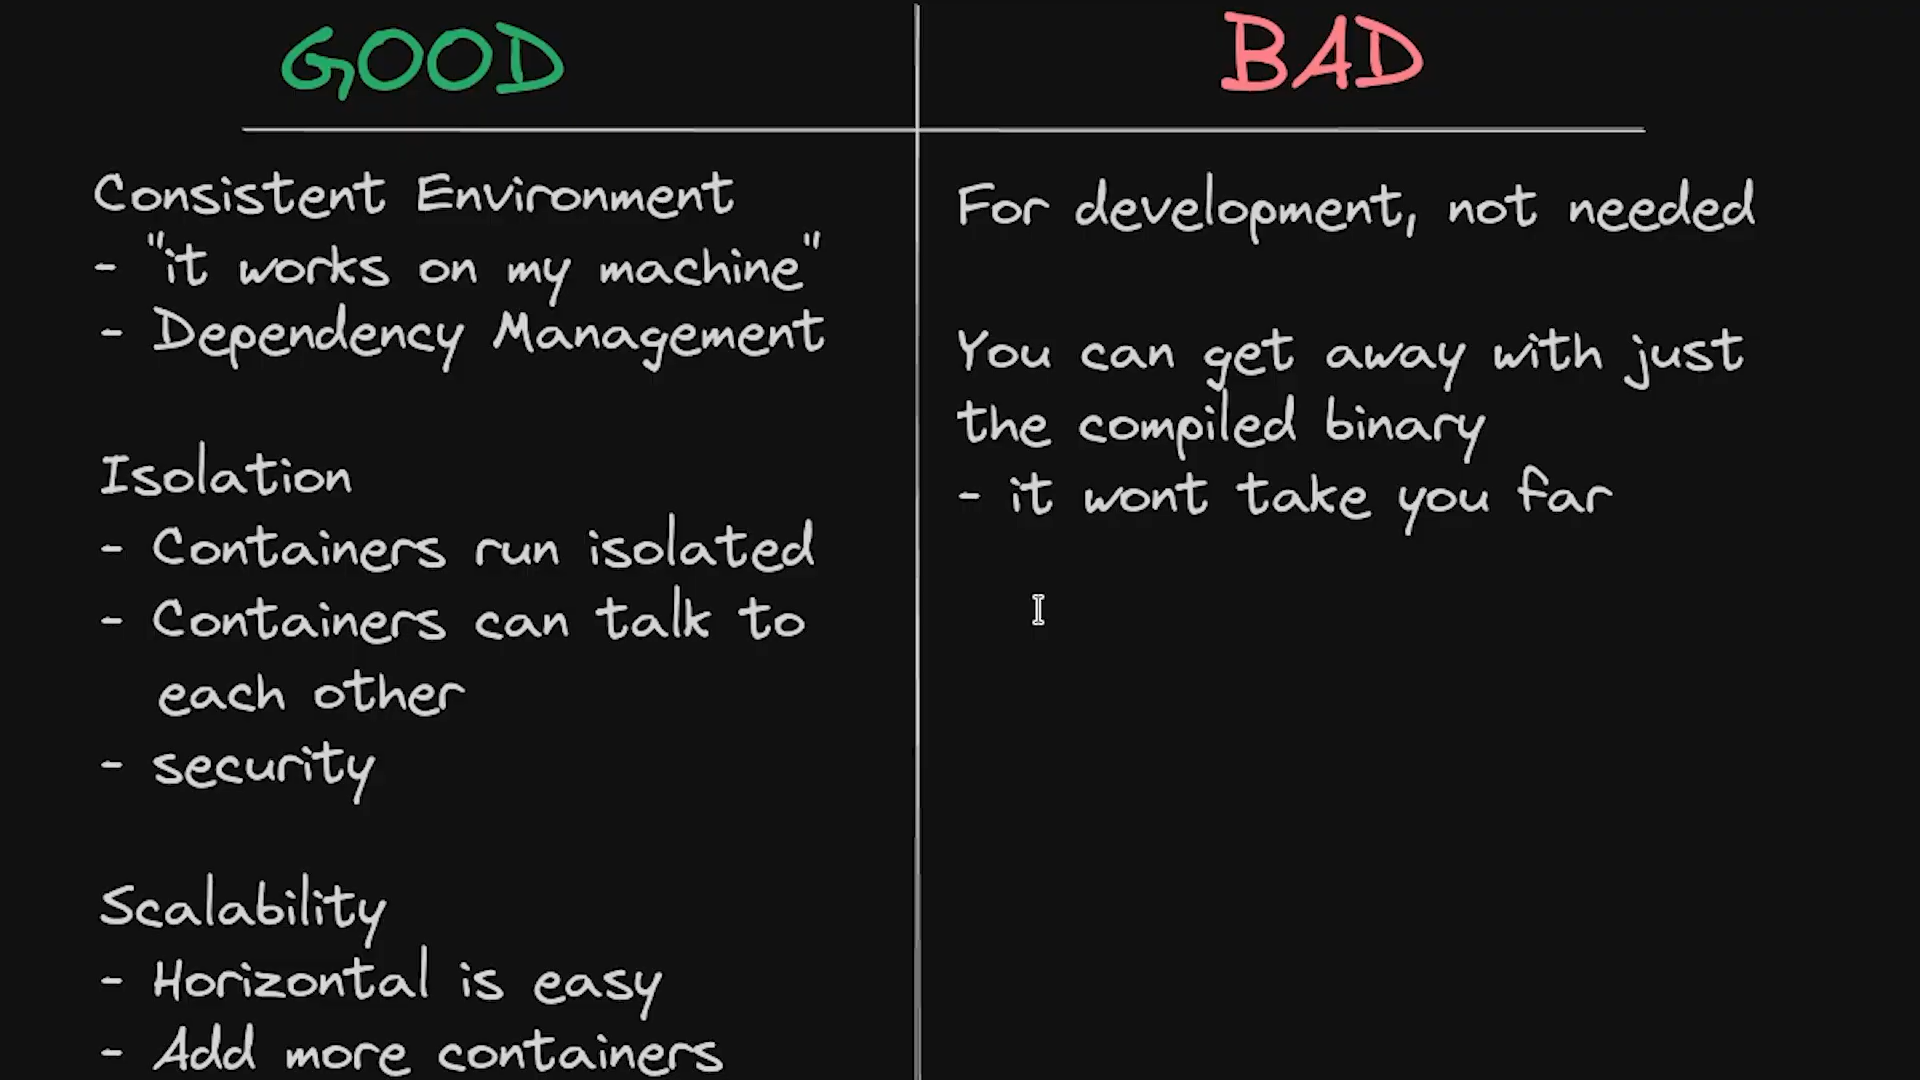 GOOD
BAD
Consistent Environment
- "it works on my machine"
- Dependency Management
Isolation
- Containers run isolated
- Containers can talk to
each other
- security
Scalability
- Horizontal is easy
- Add more containers
For development, not needed
You can get away with just
the compiled binary
- it wont take you far